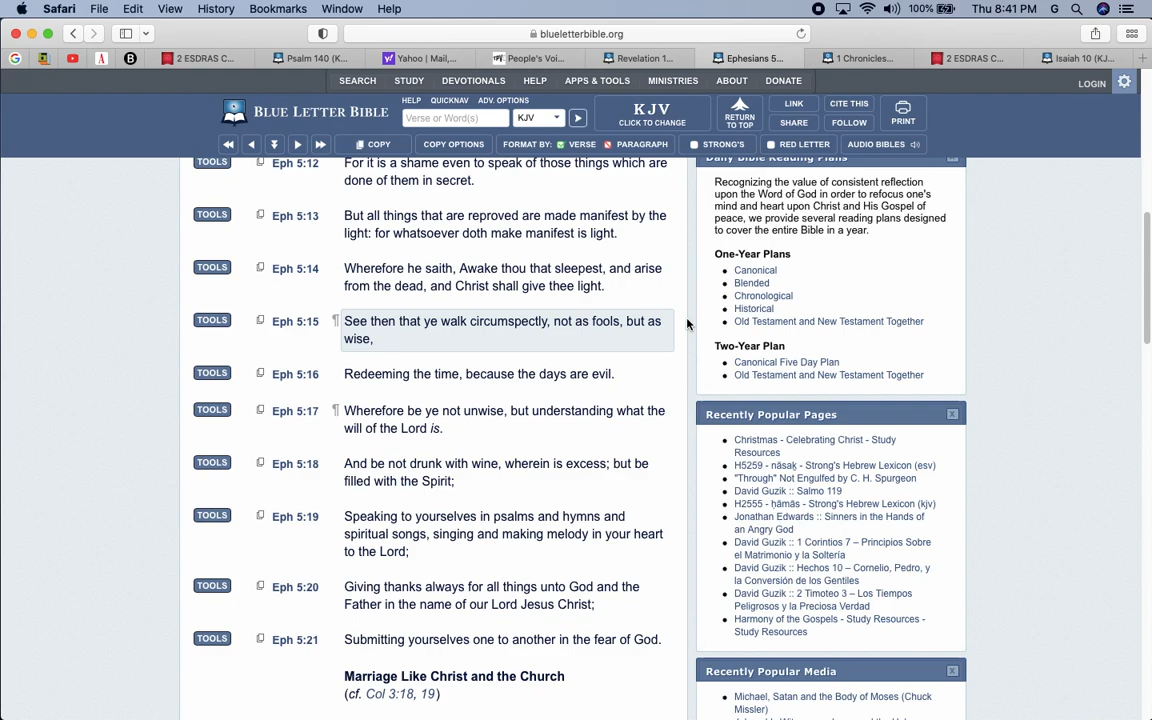 Safari File Edit View History Bookmarks Window Help 100% Thu 8:41 PM G
blueletterbible.org
2 ESDRAS C... Psalm 140 (K... Yahoo | Mail,... People's Voi... Revelation 1... Ephesians 5... 1 Chronicles... 2 ESDRAS C... Isaiah 10 (KJ...
SEARCH STUDY DEVOTIONALS HELP APPS & TOOLS MINISTRIES ABOUT DONATE LOGIN
BLUE LETTER BIBLE
HELP QUICKNAV ADV. OPTIONS
Verse or Word(s) KJV
KJV
CLICK TO CHANGE
RETURN
TO TOP
LINK CITE THIS
SHARE FOLLOW
PRINT
COPY COPY OPTIONS FORMAT BY: VERSE PARAGRAPH STRONG'S RED LETTER AUDIO BIBLES
TOOLS Eph 5:12 For it is a shame even to speak of those things which are
done of them in secret.
TOOLS Eph 5:13 But all things that are reproved are made manifest by the
light: for whatsoever doth make manifest is light.
TOOLS Eph 5:14 Wherefore he saith, Awake thou that sleepest, and arise
from the dead, and Christ shall give thee light.
TOOLS Eph 5:15 ¶ See then that ye walk circumspectly, not as fools, but as
wise,
TOOLS Eph 5:16 Redeeming the time, because the days are evil.
TOOLS Eph 5:17 ¶ Wherefore be ye not unwise, but understanding what the
will of the Lord is.
TOOLS Eph 5:18 And be not drunk with wine, wherein is excess; but be
filled with the Spirit;
TOOLS Eph 5:19 Speaking to yourselves in psalms and hymns and
spiritual songs, singing and making melody in your heart
to the Lord;
TOOLS Eph 5:20 Giving thanks always for all things unto God and the
Father in the name of our Lord Jesus Christ;
TOOLS Eph 5:21 Submitting yourselves one to another in the fear of God.
Marriage Like Christ and the Church
(cf. Col 3:18, 19)
Daily Bible Reading Plans
Recognizing the value of consistent reflection
upon the Word of God in order to refocus one's
mind and heart upon Christ and His Gospel of
peace, we provide several reading plans designed
to cover the entire Bible in a year.
One-Year Plans
Canonical
Blended
Chronological
Historical
Old Testament and New Testament Together
Two-Year Plan
Canonical Five Day Plan
Old Testament and New Testament Together
Recently Popular Pages
Christmas - Celebrating Christ - Study
Resources
H5259 - nāsaḵ - Strong's Hebrew Lexicon (esv)
"Through" Not Engulfed by C. H. Spurgeon
David Guzik :: Salmo 119
H2555 - ḥāmās - Strong's Hebrew Lexicon (kjv)
Jonathan Edwards :: Sinners in the Hands of
an Angry God
David Guzik :: 1 Corintios 7 – Principios Sobre
el Matrimonio y la Soltería
David Guzik :: Hechos 10 – Cornelio, Pedro, y
la Conversión de los Gentiles
David Guzik :: 2 Timoteo 3 – Los Tiempos
Peligrosos y la Preciosa Verdad
Harmony of the Gospels - Study Resources -
Study Resources
Recently Popular Media
Michael, Satan and the Body of Moses (Chuck
Missler)